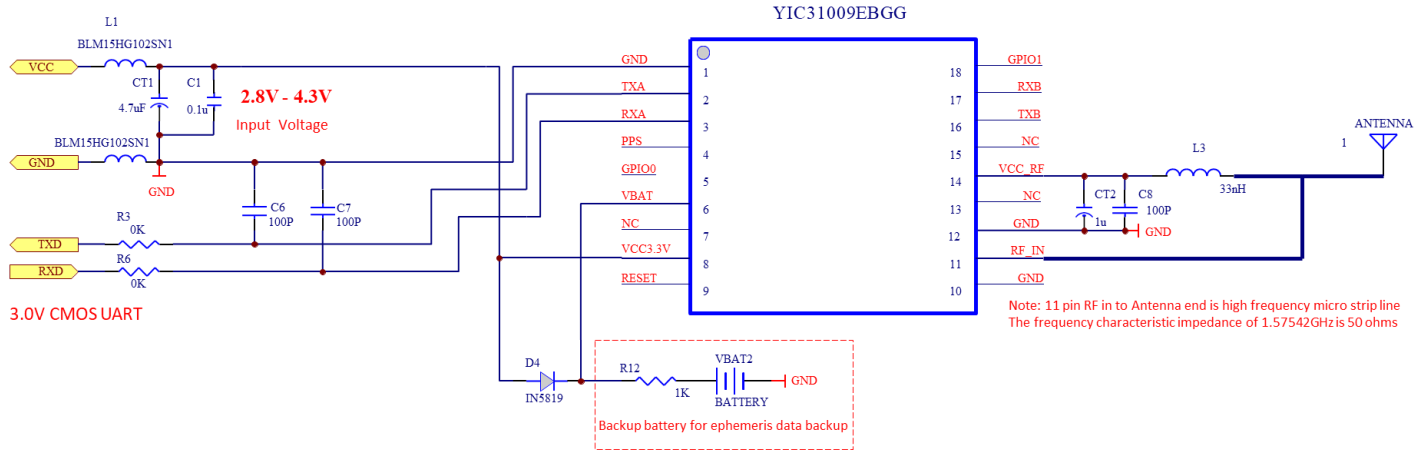 YIC31009EBGG
L1
BLM15HG102SN1
VCC
CT1
4.7uF
C1
0.1u
2.8V - 4.3V
Input Voltage
BLM15HG102SN1
GND
GND
C6
100P
C7
100P
R3
0K
TXD
R6
0K
RXD
3.0V CMOS UART
GND
1
TXA
2
RXA
3
PPS
4
GPIO0
5
VBAT
6
NC
7
VCC3.3V
8
RESET
9
18
GPIO1
17
RXB
16
TXB
15
NC
14
VCC_RF
13
NC
12
GND
11
RF_IN
10
GND
CT2
1u
C8
100P
GND
L3
33nH
ANTENNA
1
Note: 11 pin RF in to Antenna end is high frequency micro strip line
The frequency characteristic impedance of 1.57542GHz is 50 ohms
D4
IN5819
R12
1K
VBAT2
BATTERY
GND
Backup battery for ephemeris data backup